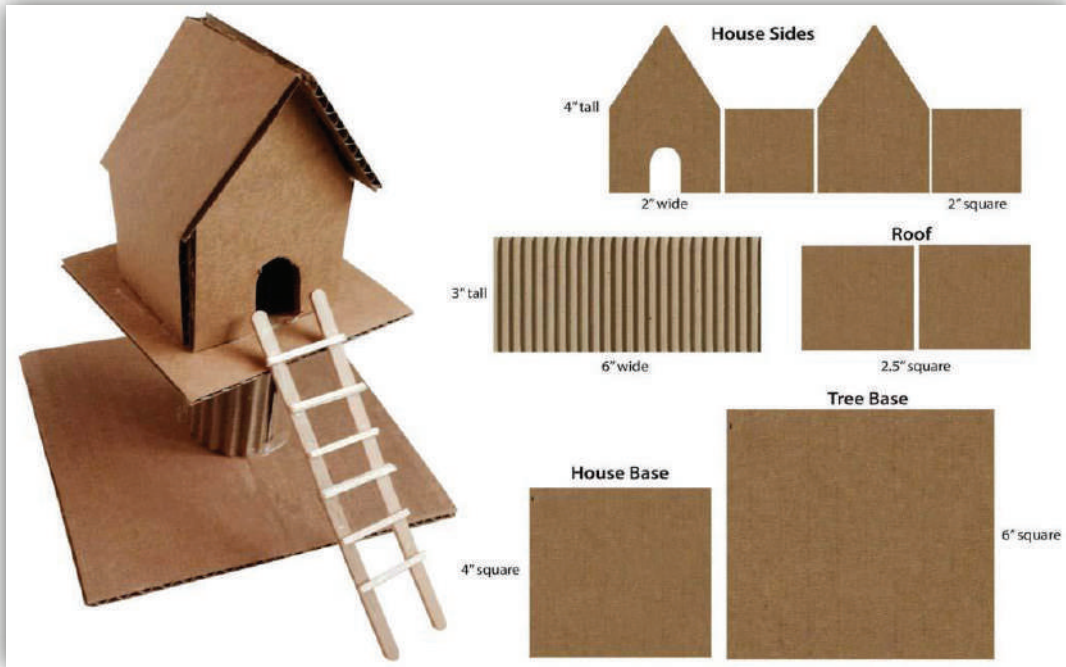 House Sides
4" tall
2" wide
2" square
Roof
3" tall
6" wide
2.5" square
Tree Base
House Base
4" square
6" square